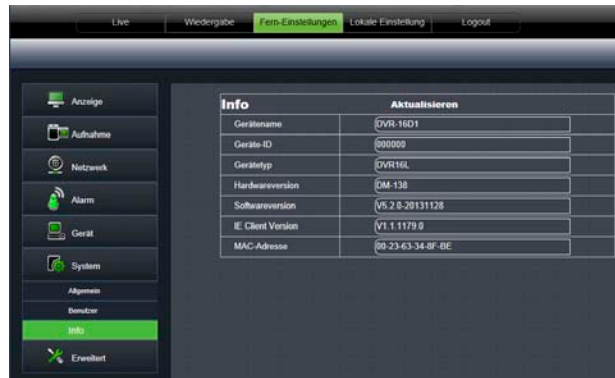 Live Wiedergabe Fern-Einstellungen Lokale Einstellung Logout
Anzeige
Aufnahme
Netzwerk
Alarm
Gerät
System
Allgemein
Benutzer
Info
Erweitert
Info Aktualisieren
Gerätename DVR-16D1
Geräte-ID 000000
Gerätetyp DVR16L
Hardwareversion DM-138
Softwareversion V5.2.0-20131128
IE Client Version V1.1.1179.0
MAC-Adresse 00-23-63-34-8F-BE